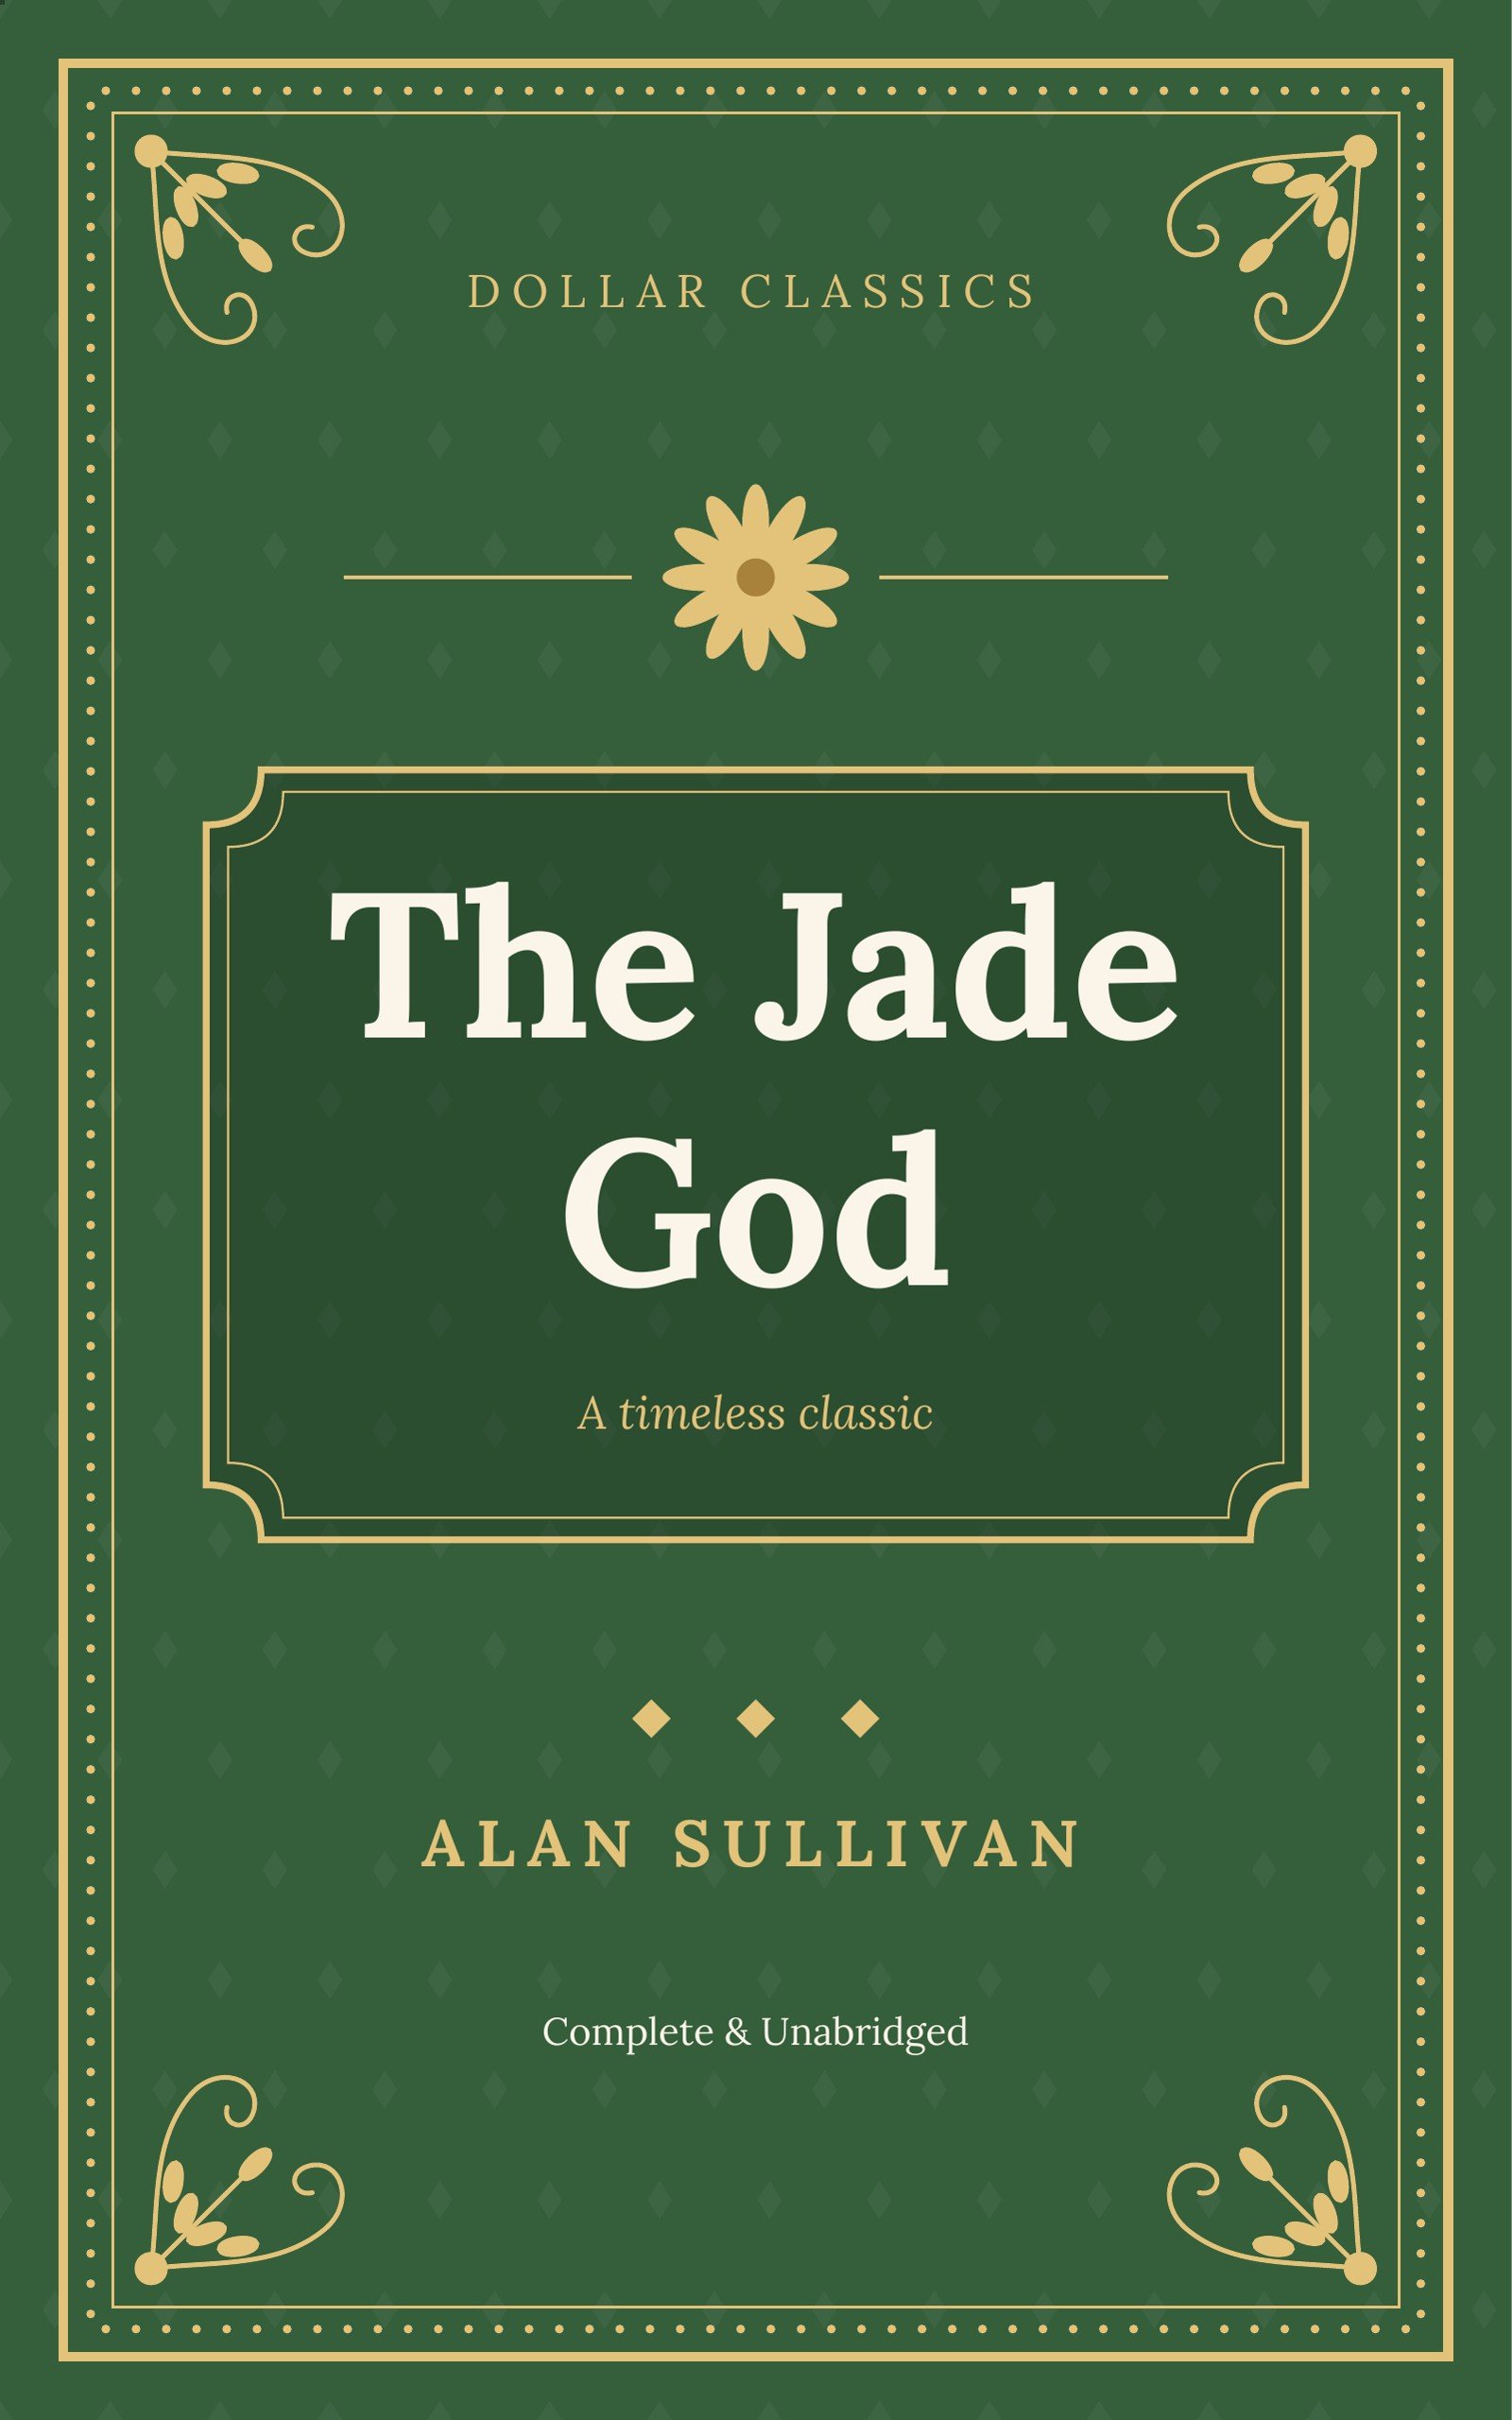 DOLLAR CLASSICS
The Jade
God
A timeless classic
ALAN SULLIVAN
Complete & Unabridged